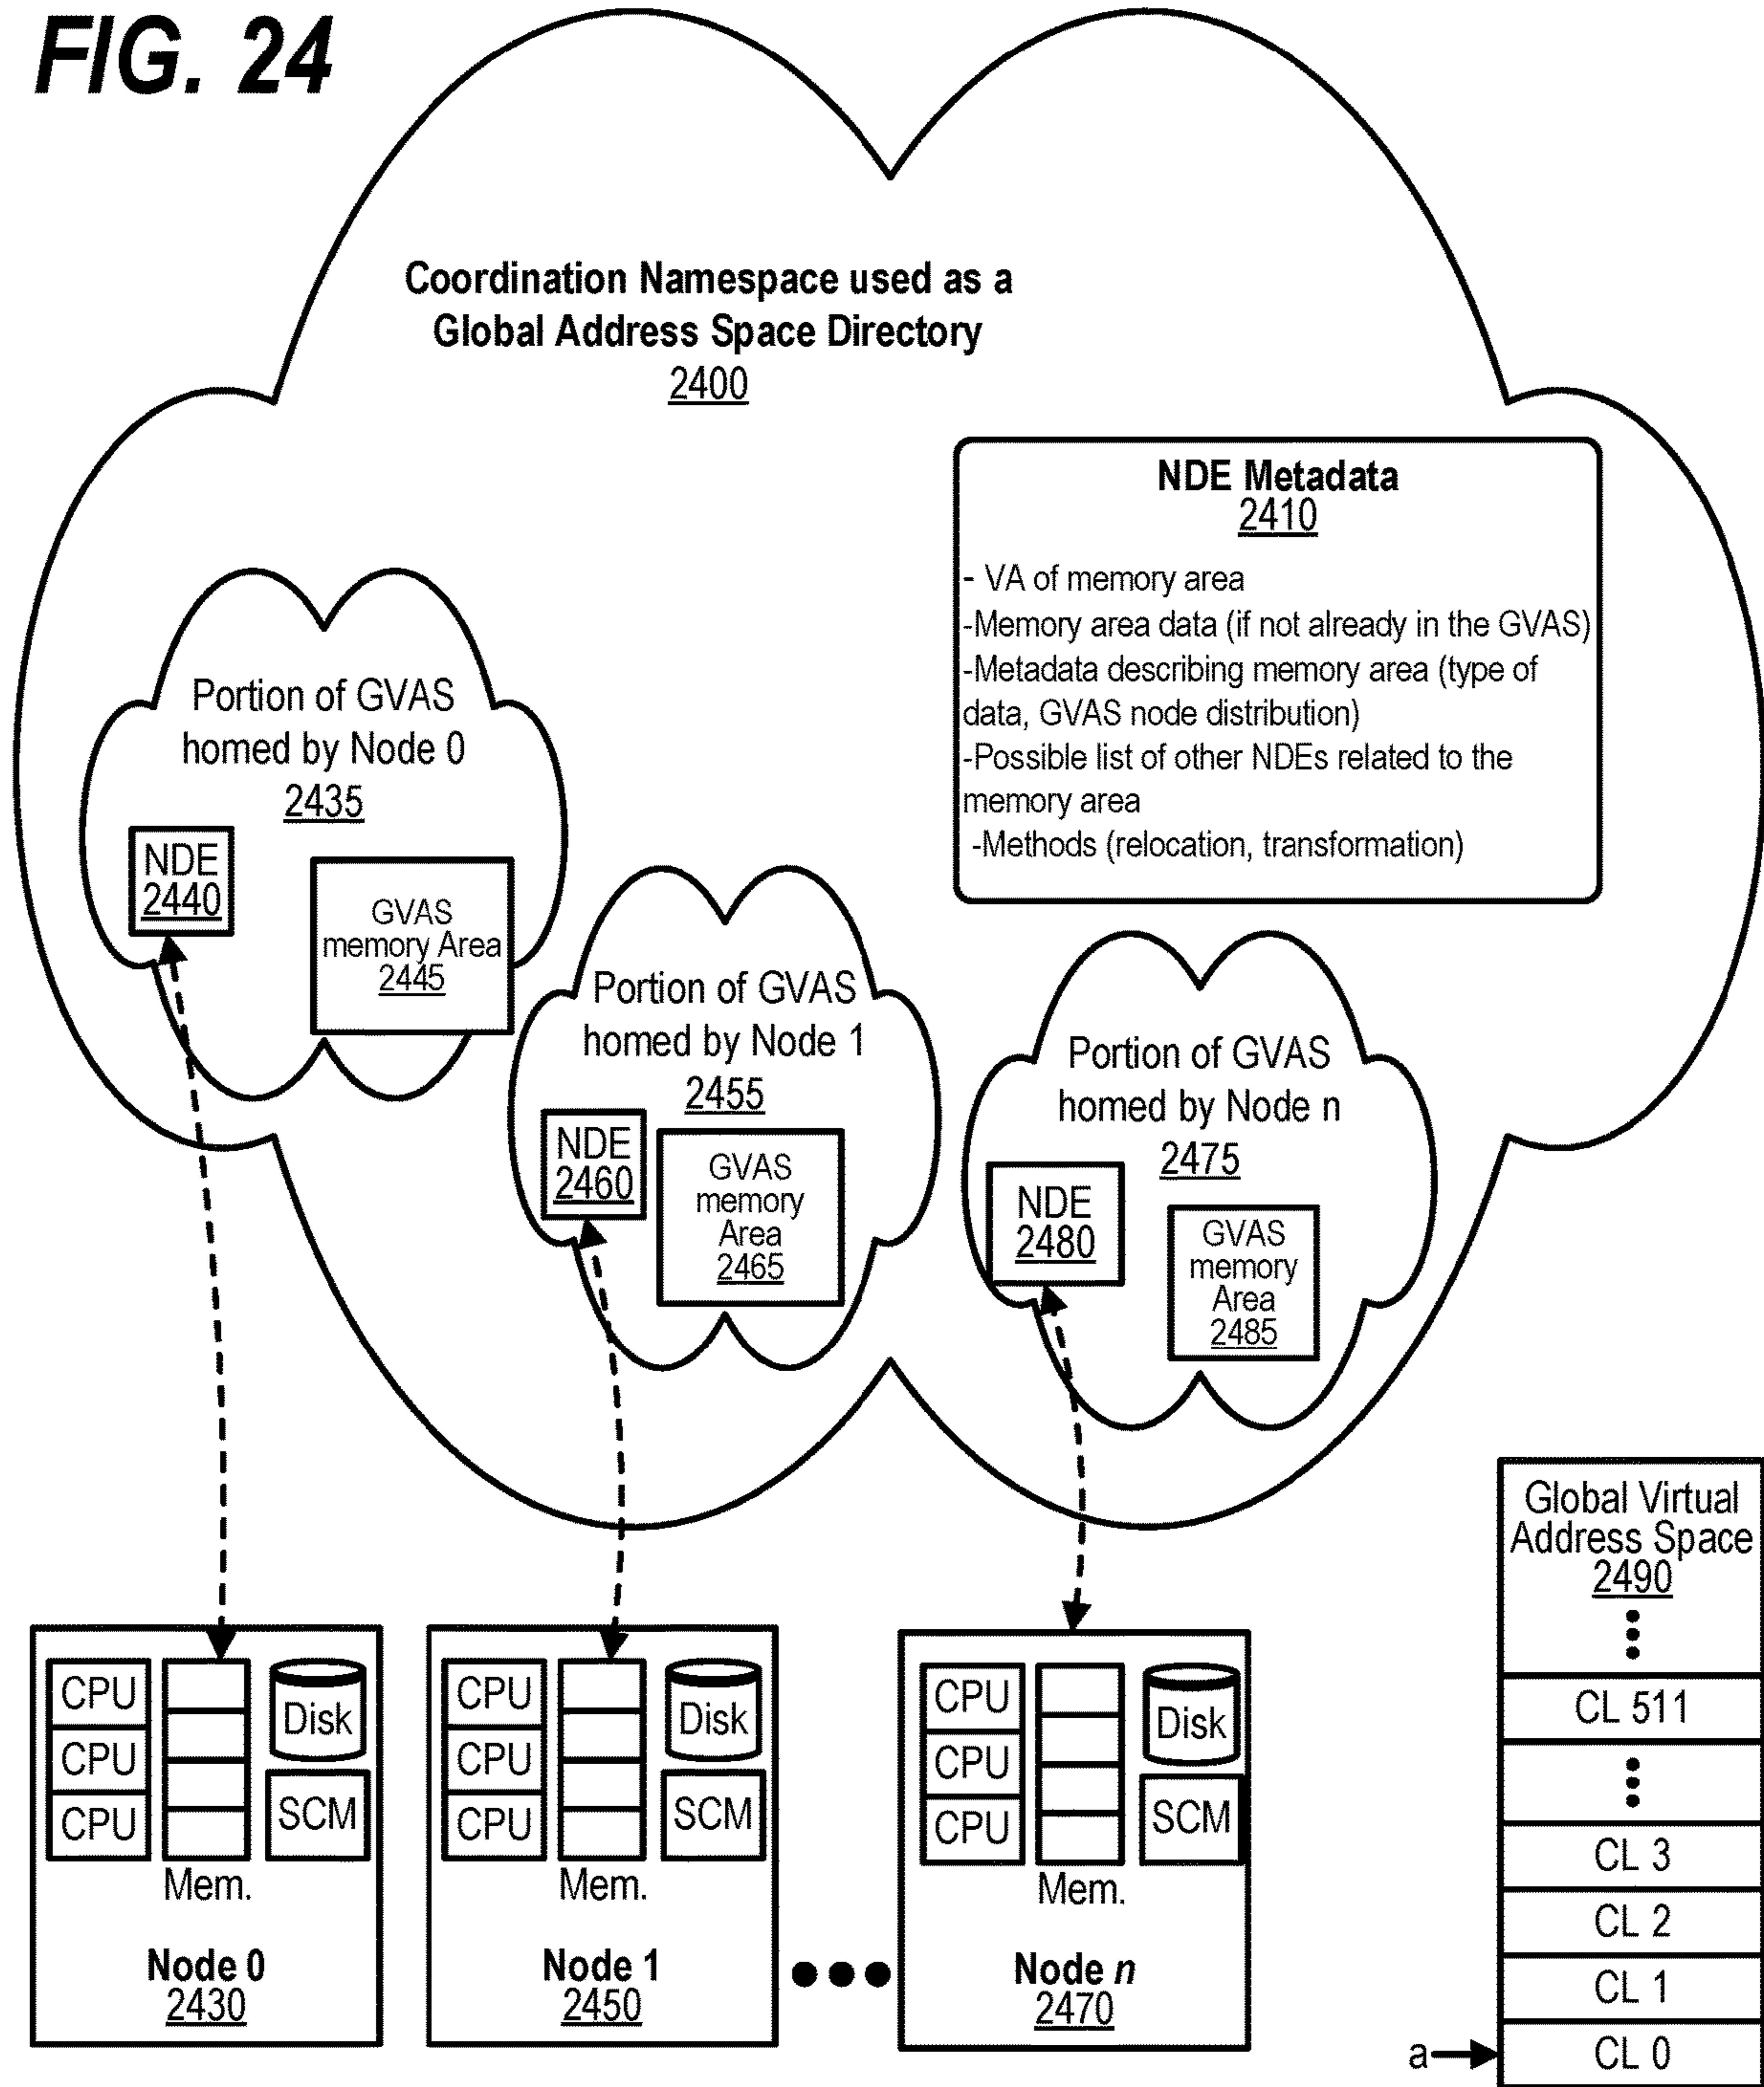 FIG. 24
Coordination Namespace used as a
Global Address Space Directory
2400
NDE Metadata
2410
- VA of memory area
-Memory area data (if not already in the GVAS)
-Metadata describing memory area (type of
data, GVAS node distribution)
-Possible list of other NDEs related to the
memory area
-Methods (relocation, transformation)
Portion of GVAS
homed by Node 0
2435
NDE
2440
GVAS
memory Area
2445
Portion of GVAS
homed by Node 1
2455
NDE
2460
GVAS
memory
Area
2465
Portion of GVAS
homed by Node n
2475
NDE
2480
GVAS
memory
Area
2485
CPU
CPU
CPU
Mem.
Disk
SCM
Node 0
2430
CPU
CPU
CPU
Mem.
Disk
SCM
Node 1
2450
CPU
CPU
CPU
Mem.
Disk
SCM
Node n
2470
Global Virtual
Address Space
2490
CL 511
CL 3
CL 2
CL 1
a
CL 0